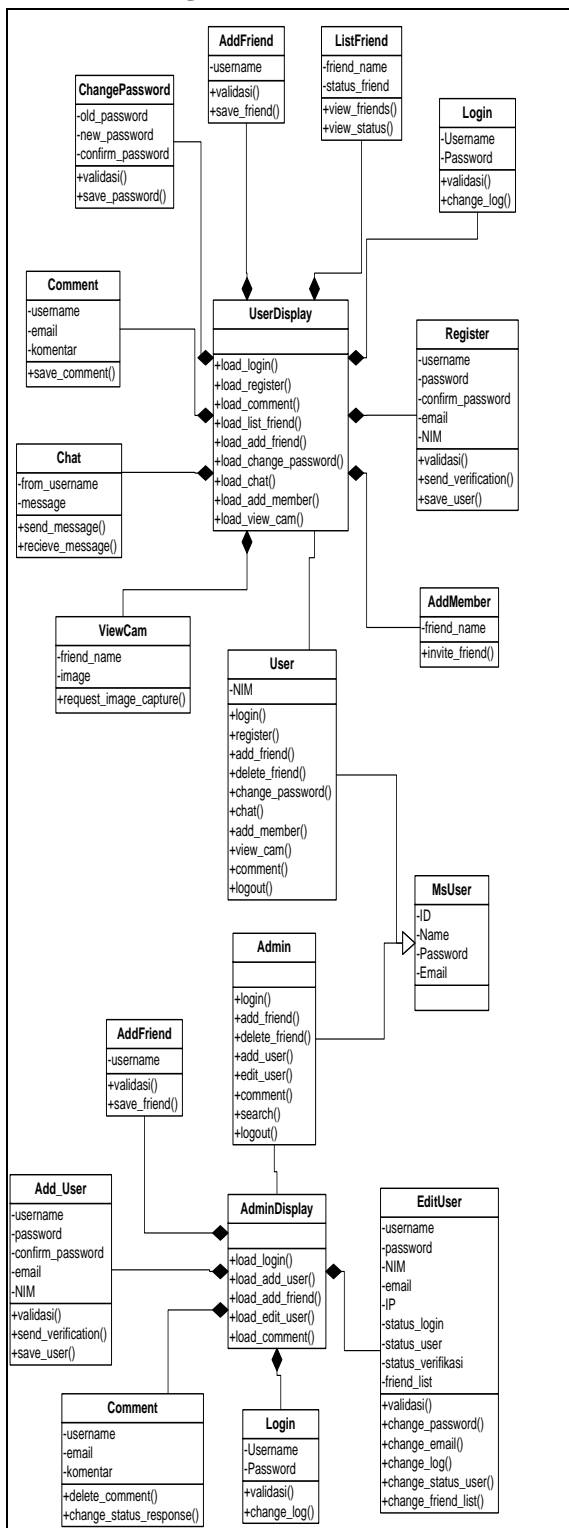 AddFriend
-username
+validasi()
+save_friend()
ListFriend
-friend_name
-status_friend
+view_friends()
+view_status()
ChangePassword
-old_password
-new_password
-confirm_password
+validasi()
+save_password()
Login
-Username
-Password
+validasi()
+change_log()
Comment
-username
-email
-komentar
+save_comment()
UserDisplay
+load_login()
+load_register()
+load_comment()
+load_list_friend()
+load_add_friend()
+load_change_password()
+load_chat()
+load_add_member()
+load_view_cam()
Register
-username
-password
-confirm_password
-email
-NIM
+validasi()
+send_verification()
+save_user()
Chat
-from_username
-message
+send_message()
+recieve_message()
ViewCam
-friend_name
-image
+request_image_capture()
AddMember
-friend_name
+invite_friend()
User
-NIM
+login()
+register()
+add_friend()
+delete_friend()
+change_password()
+chat()
+add_member()
+view_cam()
+comment()
+logout()
MsUser
-ID
-Name
-Password
-Email
Admin
+login()
+add_friend()
+delete_friend()
+add_user()
+edit_user()
+comment()
+search()
+logout()
AddFriend
-username
+validasi()
+save_friend()
Add_User
-username
-password
-confirm_password
-email
-NIM
+validasi()
+send_verification()
+save_user()
AdminDisplay
+load_login()
+load_add_user()
+load_add_friend()
+load_edit_user()
+load_comment()
EditUser
-username
-password
-NIM
-email
-IP
-status_login
-status_user
-status_verifikasi
-friend_list
+validasi()
+change_password()
+change_email()
+change_log()
+change_status_user()
+change_friend_list()
Comment
-username
-email
-komentar
+delete_comment()
+change_status_response()
Login
-Username
-Password
+validasi()
+change_log()